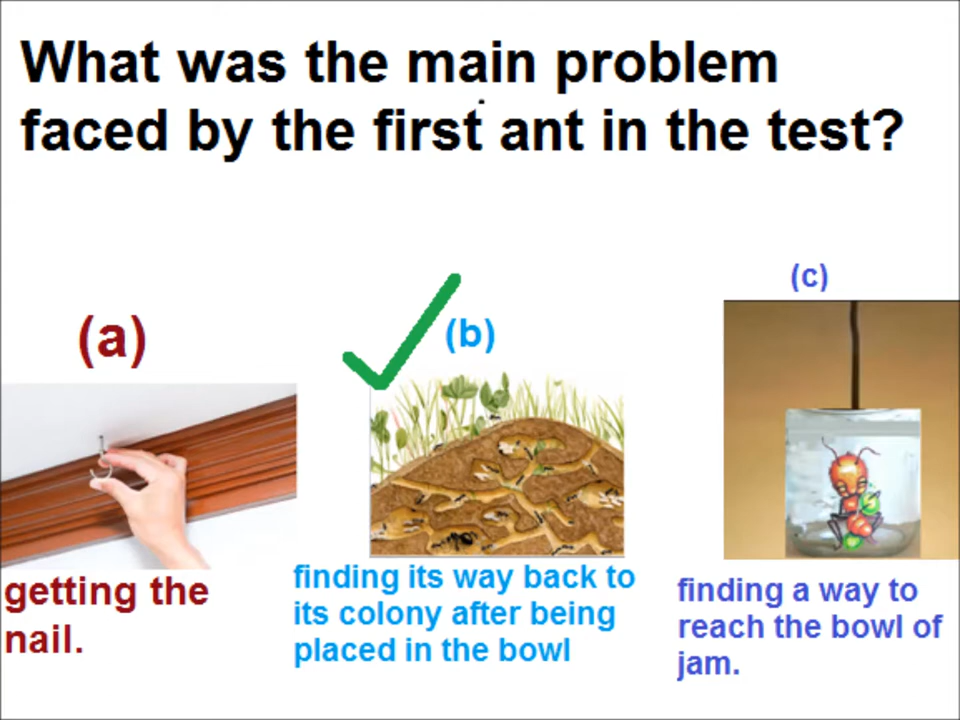 What was the main problem
faced by the first ant in the test?
(a)
getting the
nail.
(b)
finding its way back to
its colony after being
placed in the bowl
(c)
finding a way to
reach the bowl of
jam.